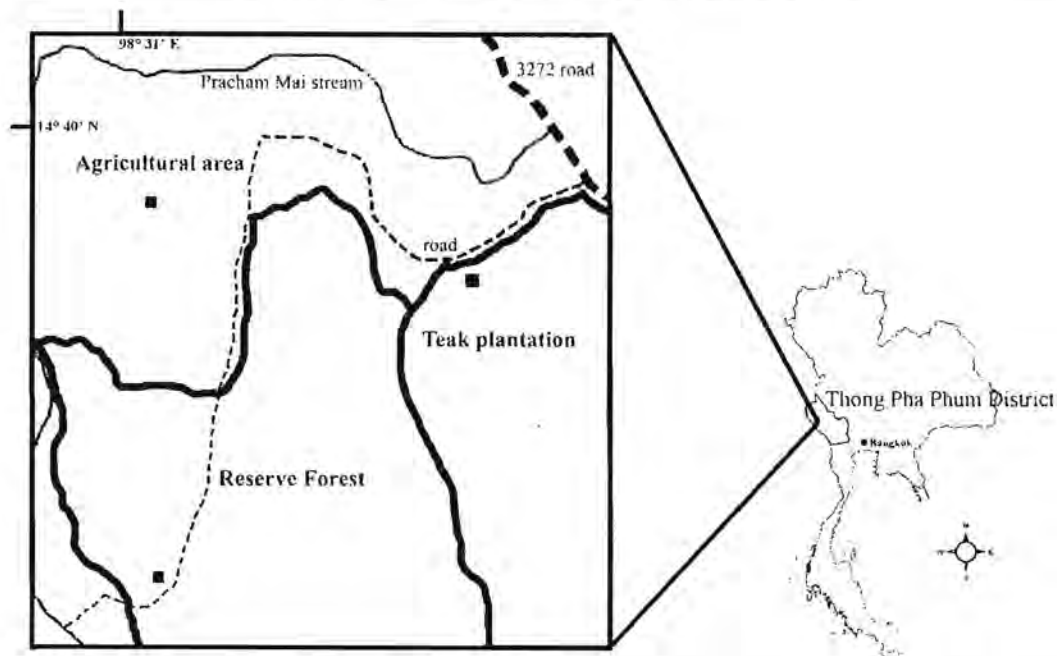 98° 31' E
3272 road
Pracham Mai stream
14° 40' N
Agricultural area
road
Teak plantation
Thong Pha Phum District
Bangkok
Reserve Forest
N
W
E
S